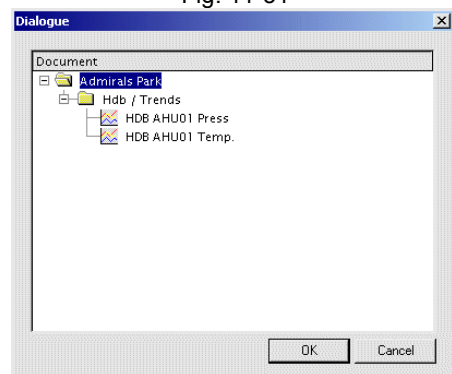 Dialogue
Document
Admirals Park
Hdb / Trends
HDB AHU01 Press
HDB AHU01 Temp.
OK Cancel